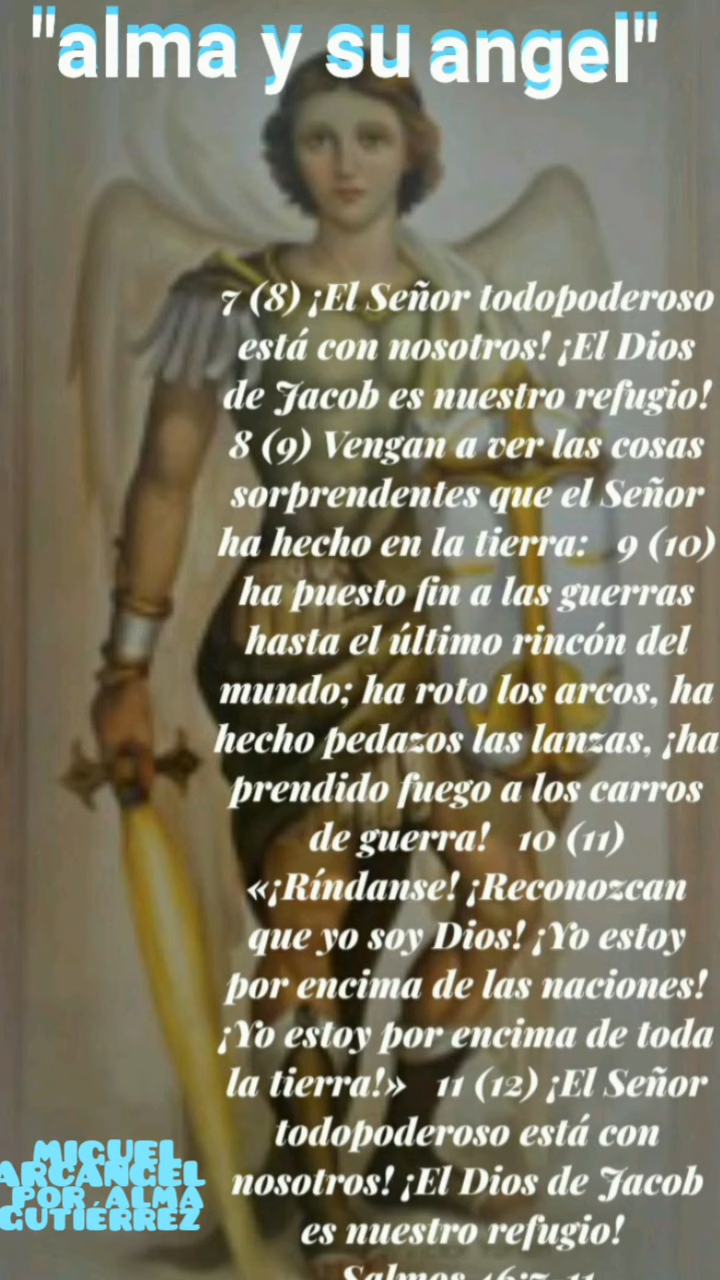 "alma y su angel"
7 (8) ¡El Señor todopoderoso
está con nosotros! ¡El Dios
de Jacob es nuestro refugio!
8 (9) Vengan a ver las cosas
sorprendentes que el Señor
ha hecho en la tierra: 9 (10)
ha puesto fin a las guerras
hasta el último rincón del
mundo; ha roto los arcos, ha
hecho pedazos las lanzas, ¡ha
prendido fuego a los carros
de guerra! 10 (11)
«¡Ríndanse! ¡Reconozcan
que yo soy Dios! ¡Yo estoy
por encima de las naciones!
¡Yo estoy por encima de toda
la tierra!» 11 (12) ¡El Señor
todopoderoso está con
nosotros! ¡El Dios de Jacob
es nuestro refugio!
Salmos 46:7-11
MIGUEL
ARCANGEL
POR ALMA
GUTIÉRREZ